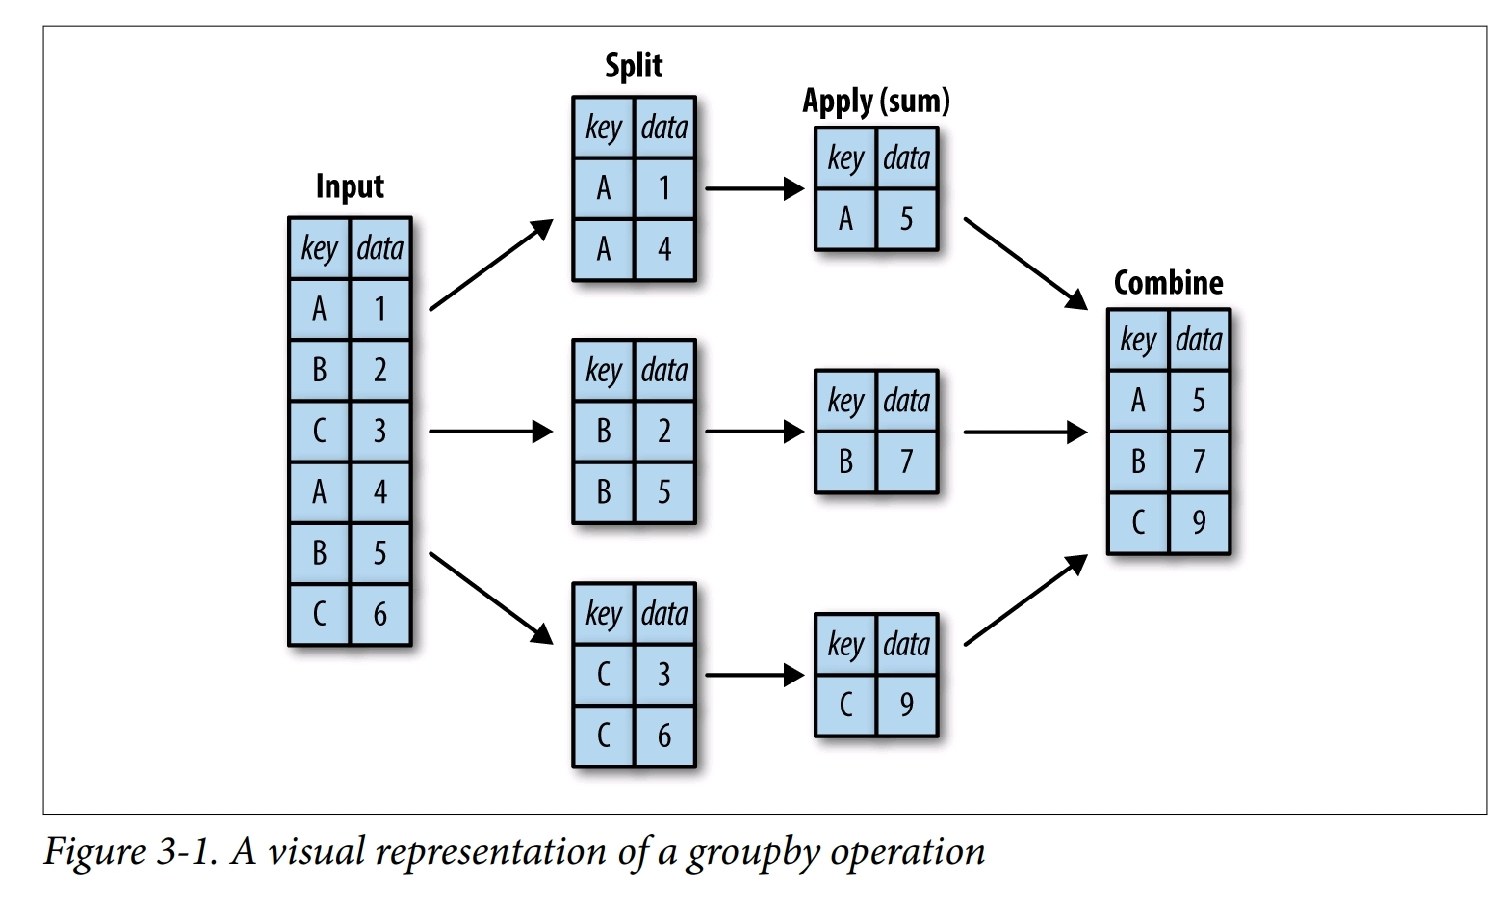 Input
key data
A 1
B 2
C 3
A 4
B 5
C 6
Split
key data
A 1
A 4
key data
B 2
B 5
key data
C 3
C 6
Apply (sum)
key data
A 5
key data
B 7
key data
C 9
Combine
key data
A 5
B 7
C 9
Figure 3-1. A visual representation of a groupby operation